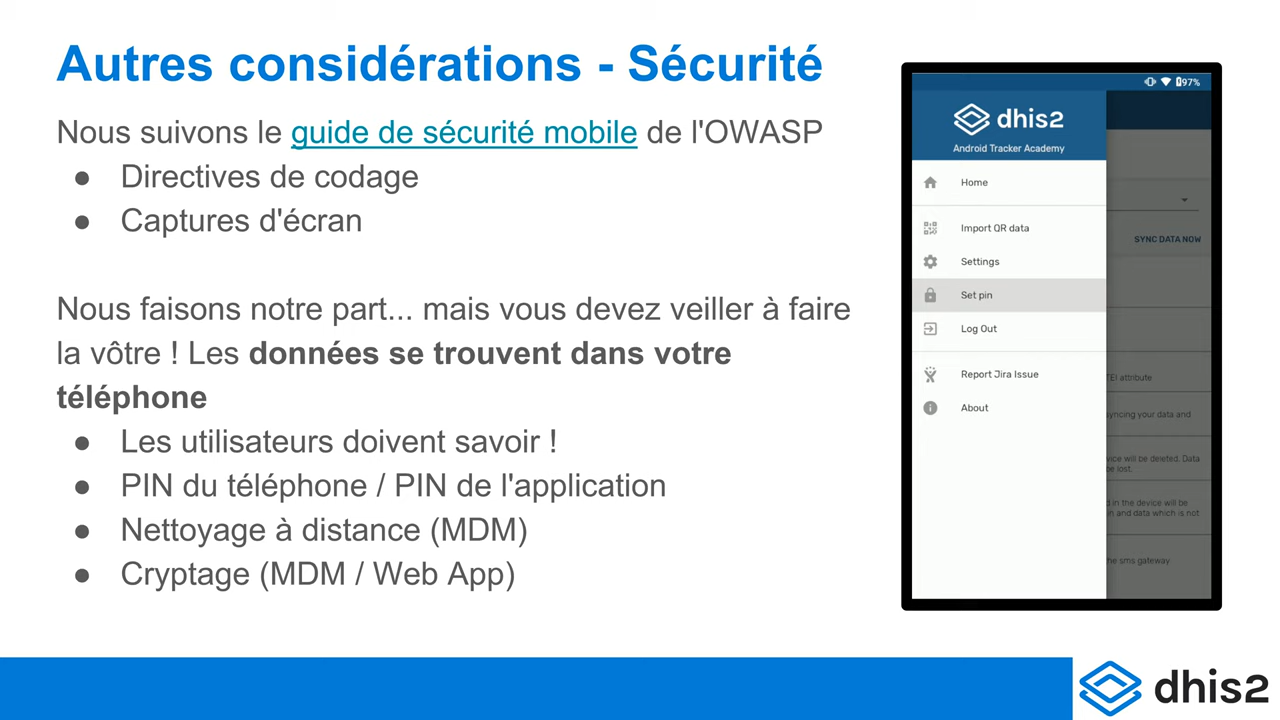 Autres considérations - Sécurité
Nous suivons le guide de sécurité mobile de l'OWASP
● Directives de codage
● Captures d'écran
Nous faisons notre part... mais vous devez veiller à faire
la vôtre ! Les données se trouvent dans votre
téléphone
● Les utilisateurs doivent savoir !
● PIN du téléphone / PIN de l'application
● Nettoyage à distance (MDM)
● Cryptage (MDM / Web App)
97%
dhis2
Android Tracker Academy
Home
Import QR data
Settings
Set pin
Log Out
Report Jira Issue
About
SYNC DATA NOW
TEI attribute
syncing your data and
vice will be deleted. Data
be lost.
d in the device will be
in and data which is not
he sms gateway
dhis2